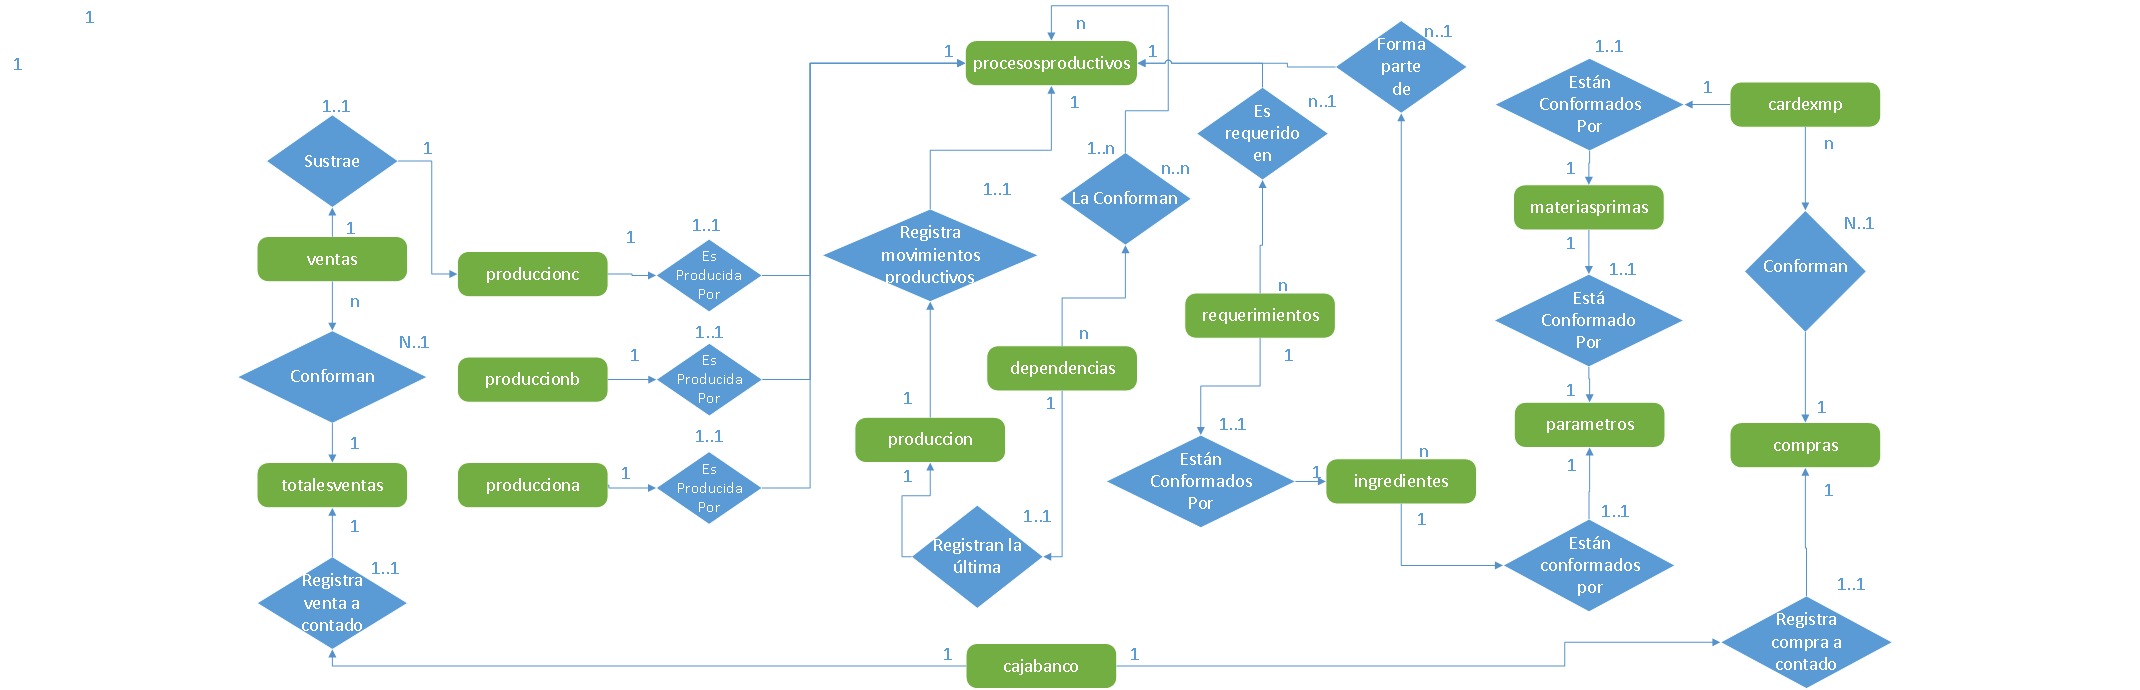 1
1
1..1
Sustrae
1
1
ventas
n
N..1
Conforman
1
totalesventas
1
1..1
Registra
venta a
contado
produccionc
1
1..1
Es
Producida
Por
produccionb
1
1..1
Es
Producida
Por
producciona
1
1..1
Es
Producida
Por
1
n
procesosproductivos
1
1
1..1
Registra
movimientos
productivos
1
produccion
1
1..n
n..n
La Conforman
n
dependencias
1
1..1
Registran la
última
n..1
Es
requerido
en
n
requerimientos
1
1..1
Están
Conformados
Por
1
n..1
Forma
parte
de
n
ingredientes
1
1..1
Están
Conformados
Por
1
cardexmp
1
materiasprimas
1
1..1
Está
Conformado
Por
1
parametros
1
1..1
Están
conformados
por
n
N..1
Conforman
1
compras
1
1..1
Registra
compra a
contado
1
cajabanco
1